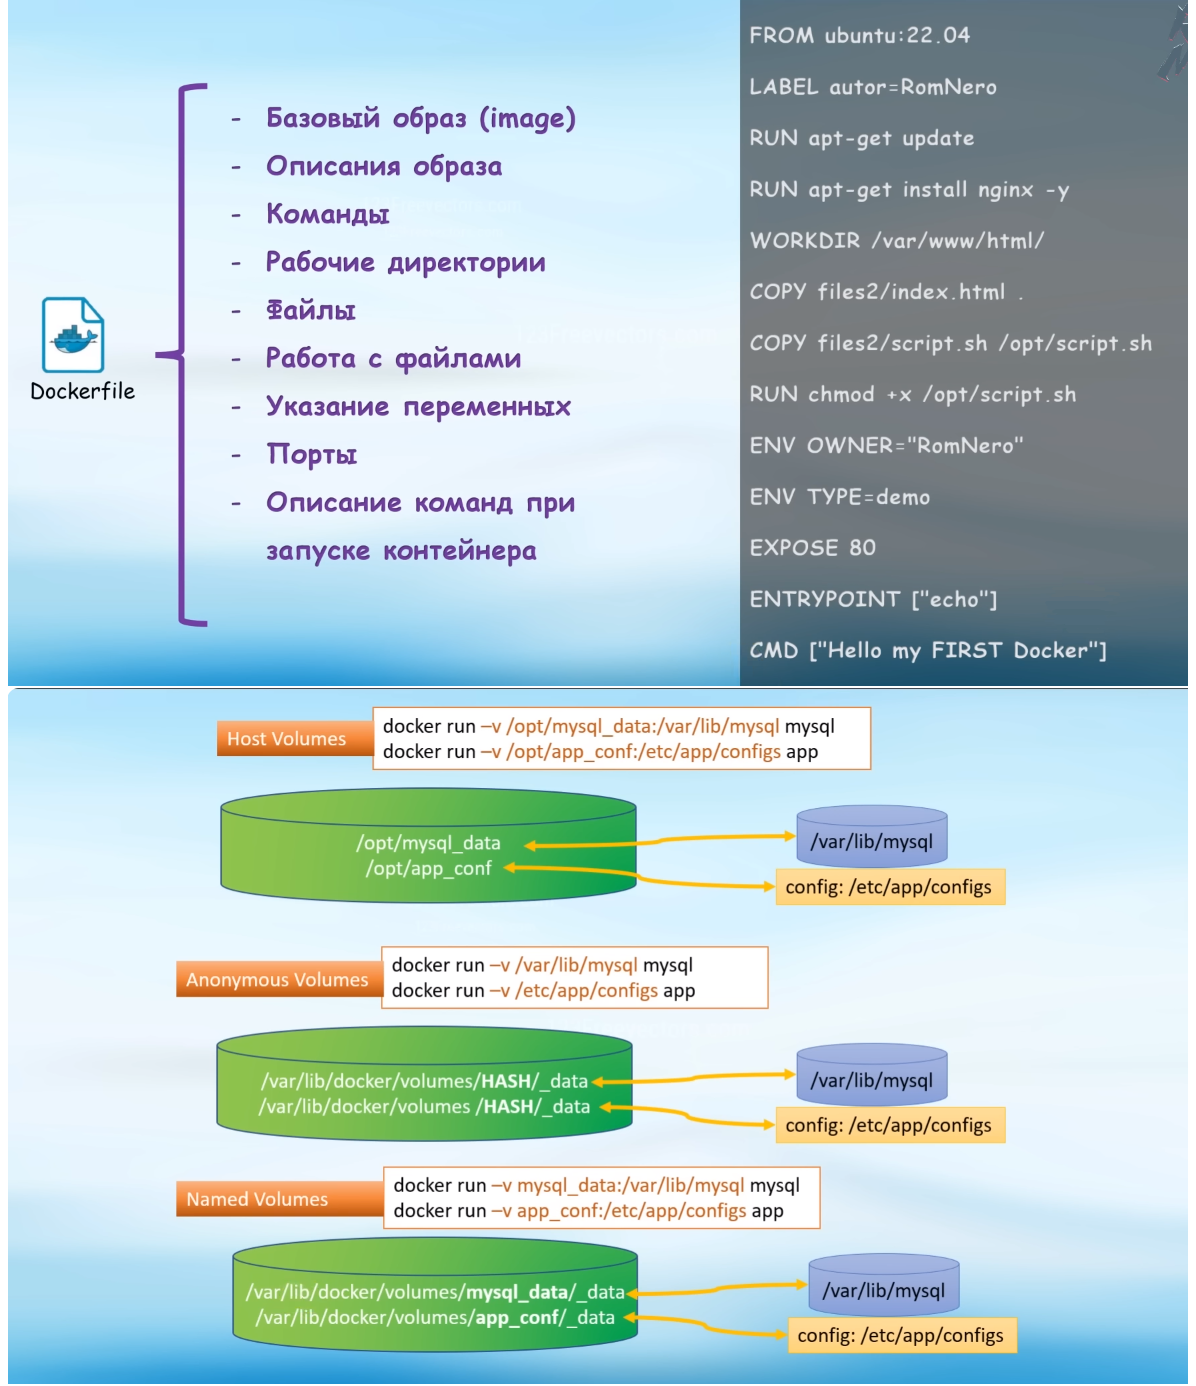 Dockerfile
- Базовый образ (image)
- Описания образа
- Команды
- Рабочие директории
- Файлы
- Работа с файлами
- Указание переменных
- Порты
- Описание команд при
запуске контейнера
FROM ubuntu:22.04
LABEL autor=RomNero
RUN apt-get update
RUN apt-get install nginx -y
WORKDIR /var/www/html/
COPY files2/index.html .
COPY files2/script.sh /opt/script.sh
RUN chmod +x /opt/script.sh
ENV OWNER="RomNero"
ENV TYPE=demo
EXPOSE 80
ENTRYPOINT ["echo"]
CMD ["Hello my FIRST Docker"]
Host Volumes
docker run –v /opt/mysql_data:/var/lib/mysql mysql
docker run –v /opt/app_conf:/etc/app/configs app
/opt/mysql_data
/opt/app_conf
/var/lib/mysql
config: /etc/app/configs
Anonymous Volumes
docker run –v /var/lib/mysql mysql
docker run –v /etc/app/configs app
/var/lib/docker/volumes/HASH/_data
/var/lib/docker/volumes /HASH/_data
/var/lib/mysql
config: /etc/app/configs
Named Volumes
docker run –v mysql_data:/var/lib/mysql mysql
docker run –v app_conf:/etc/app/configs app
/var/lib/docker/volumes/mysql_data/_data
/var/lib/docker/volumes/app_conf/_data
/var/lib/mysql
config: /etc/app/configs